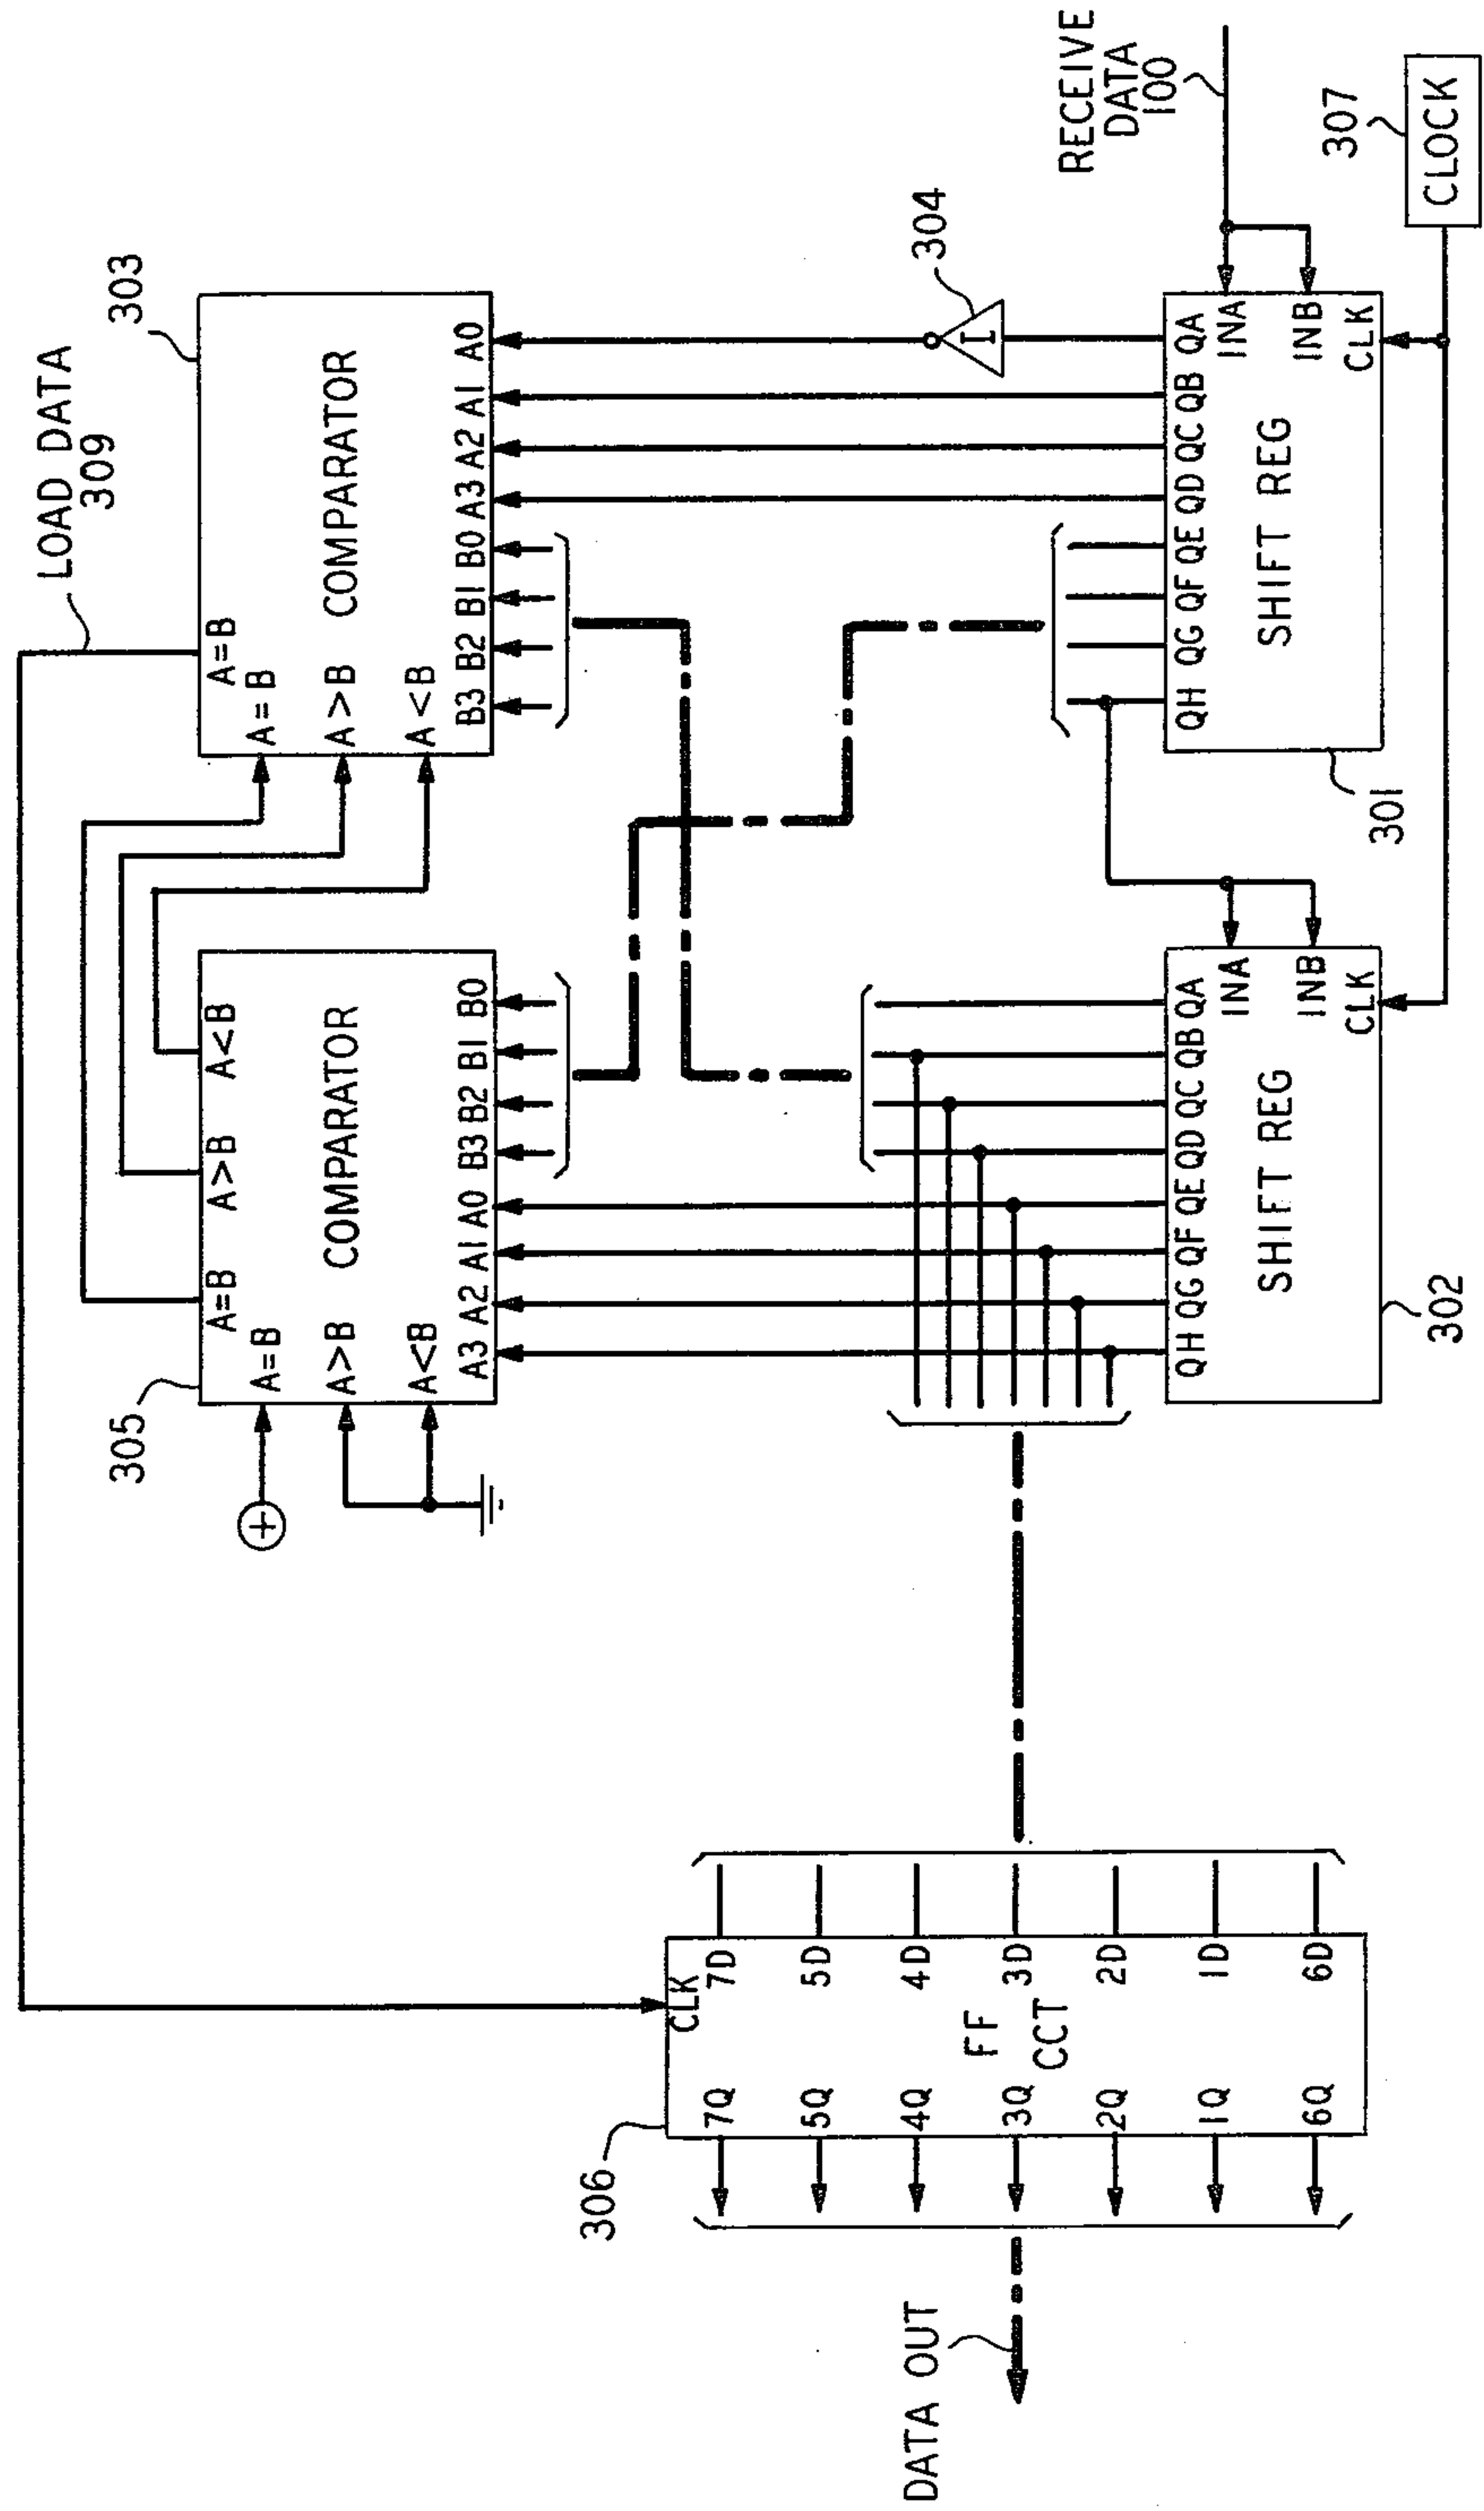 LOAD DATA
309
303
A=B
A=B
A>B
A<B
COMPARATOR
B3 B2 B1 B0 A3 A2 A1 A0
305
A=B A>B A<B
A=B
A>B
A<B
COMPARATOR
A3 A2 A1 A0 B3 B2 B1 B0
304
I
RECEIVE
DATA
100
QH QG QF QE QD QC QB QA
INA
INB
CLK
SHIFT REG
301
307
CLOCK
QH QG QF QE QD QC QB QA
INA
INB
CLK
SHIFT REG
302
306
CLK
7Q 7D
5Q 5D
4Q 4D
3Q 3D
2Q 2D
1Q 1D
6Q 6D
FF
CCT
DATA OUT